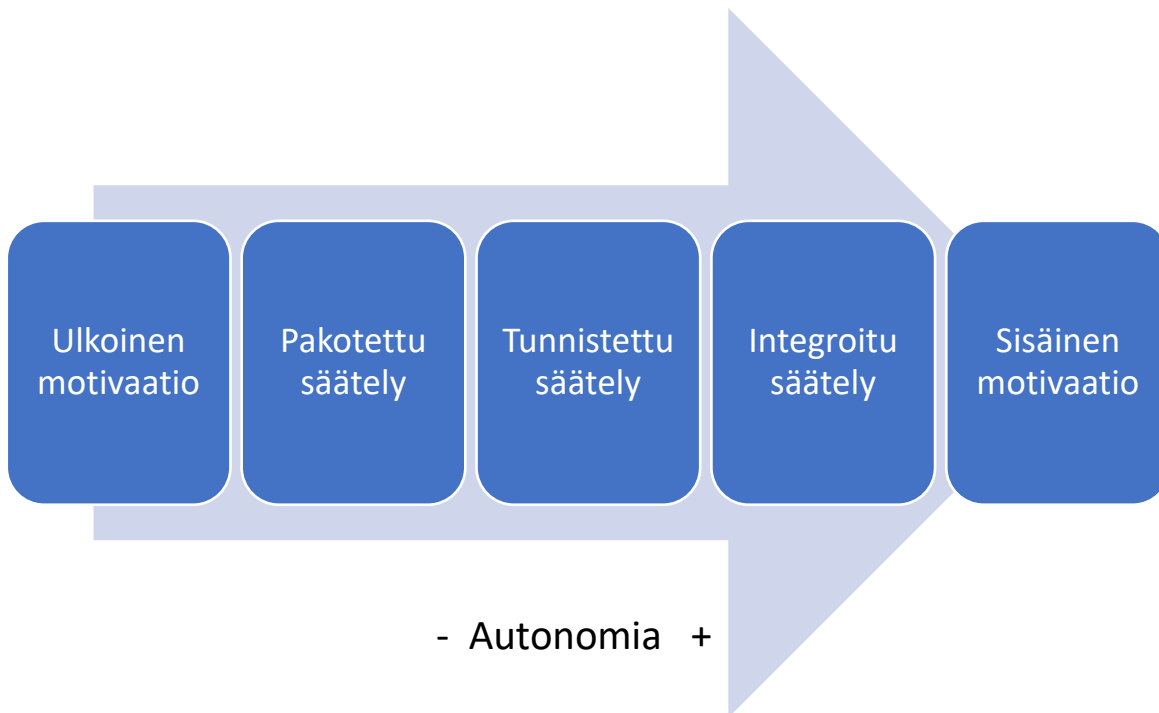 Ulkoinen
motivaatio
Pakotettu
säätely
Tunnistettu
säätely
Integroitu
säätely
Sisäinen
motivaatio
- Autonomia +